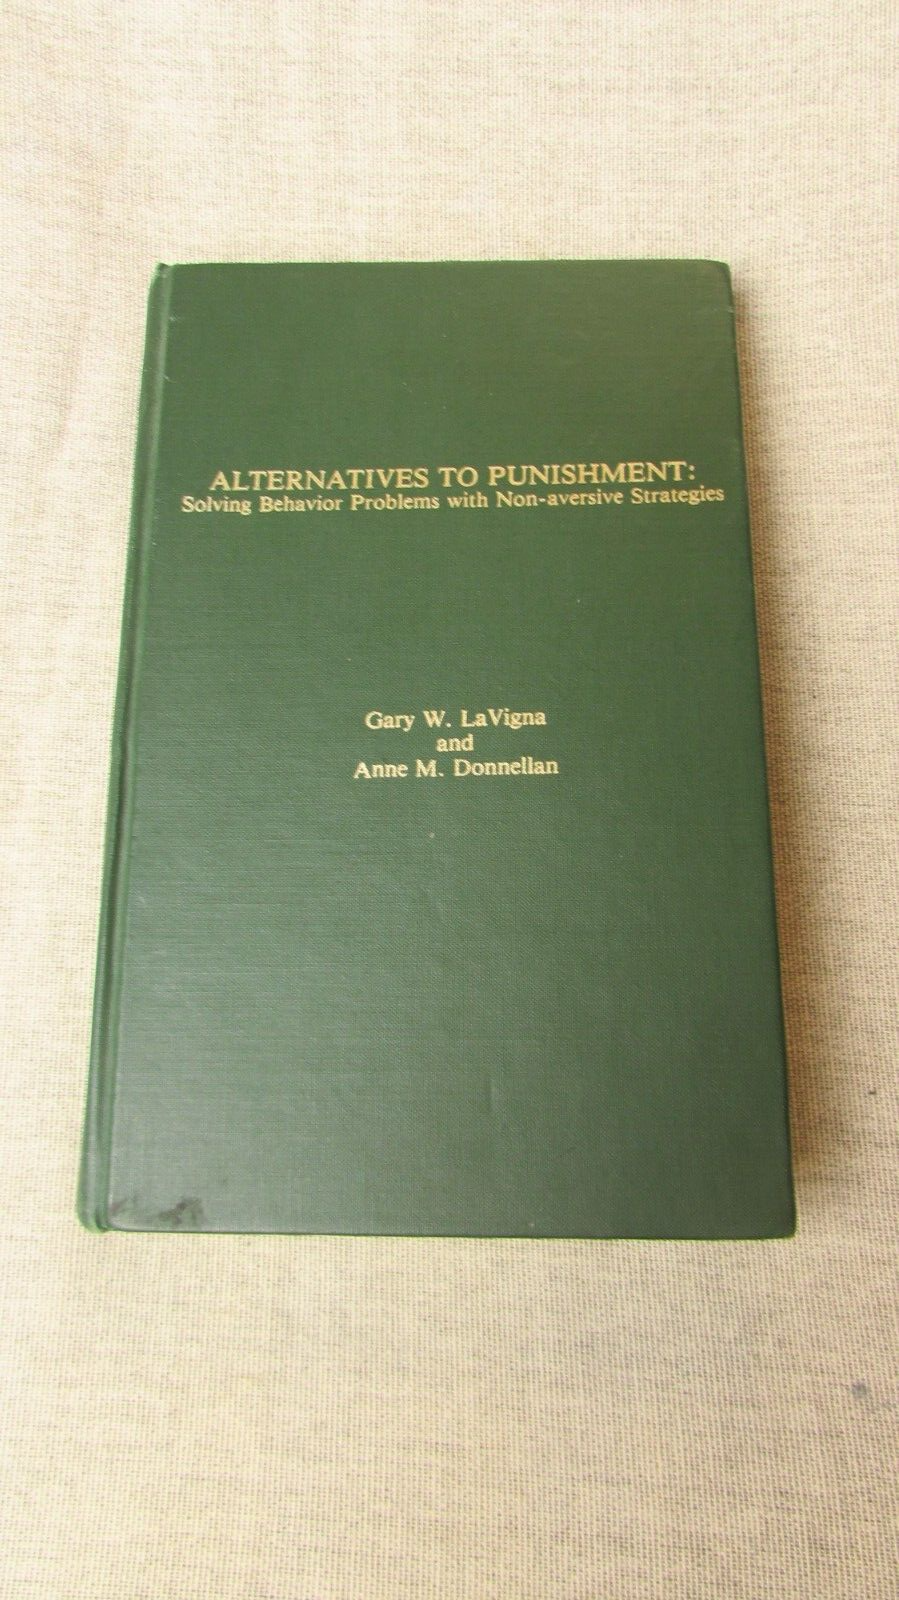 ALTERNATIVES TO PUNISHMENT:
Solving Behavior Problems with Non-aversive Strategies
Gary W. LaVigna
and
Anne M. Donnellan